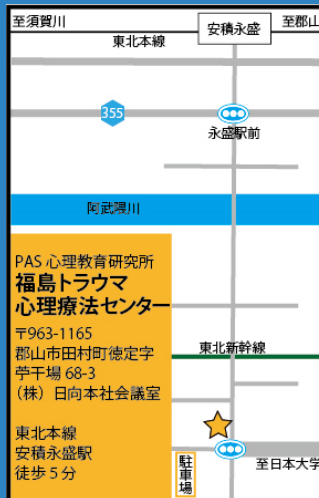 至須賀川
安積永盛
至郡山
東北本線
355
永盛駅前
阿武隈川
PAS 心理教育研究所
福島トラウマ
心理療法センター
〒963-1165
郡山市田村町徳定字
苧干場 68-3
（株）日向本社会議室
東北本線
安積永盛駅
徒歩 5 分
東北新幹線
駐車場
至日本大学